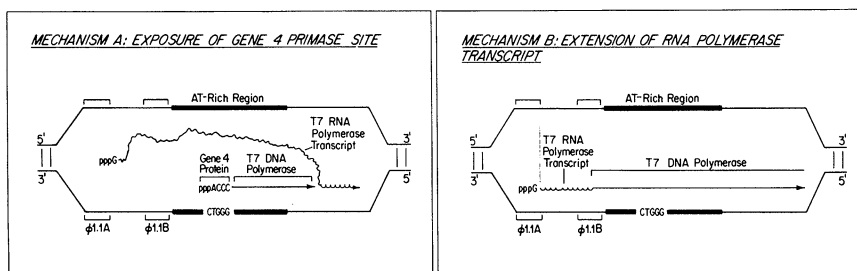 MECHANISM A: EXPOSURE OF GENE 4 PRIMASE SITE
AT-Rich Region
5'
3'
T7 RNA
Polymerase
Transcript
pppG
Gene 4
Protein
T7 DNA
Polymerase
pppACCC
3'
5'
CTGGG
φ1.1A
φ1.1B
MECHANISM B: EXTENSION OF RNA POLYMERASE
TRANSCRIPT
AT-Rich Region
5'
3'
T7 RNA
Polymerase
Transcript
T7 DNA Polymerase
pppG
3'
5'
CTGGG
φ1.1A
φ1.1B